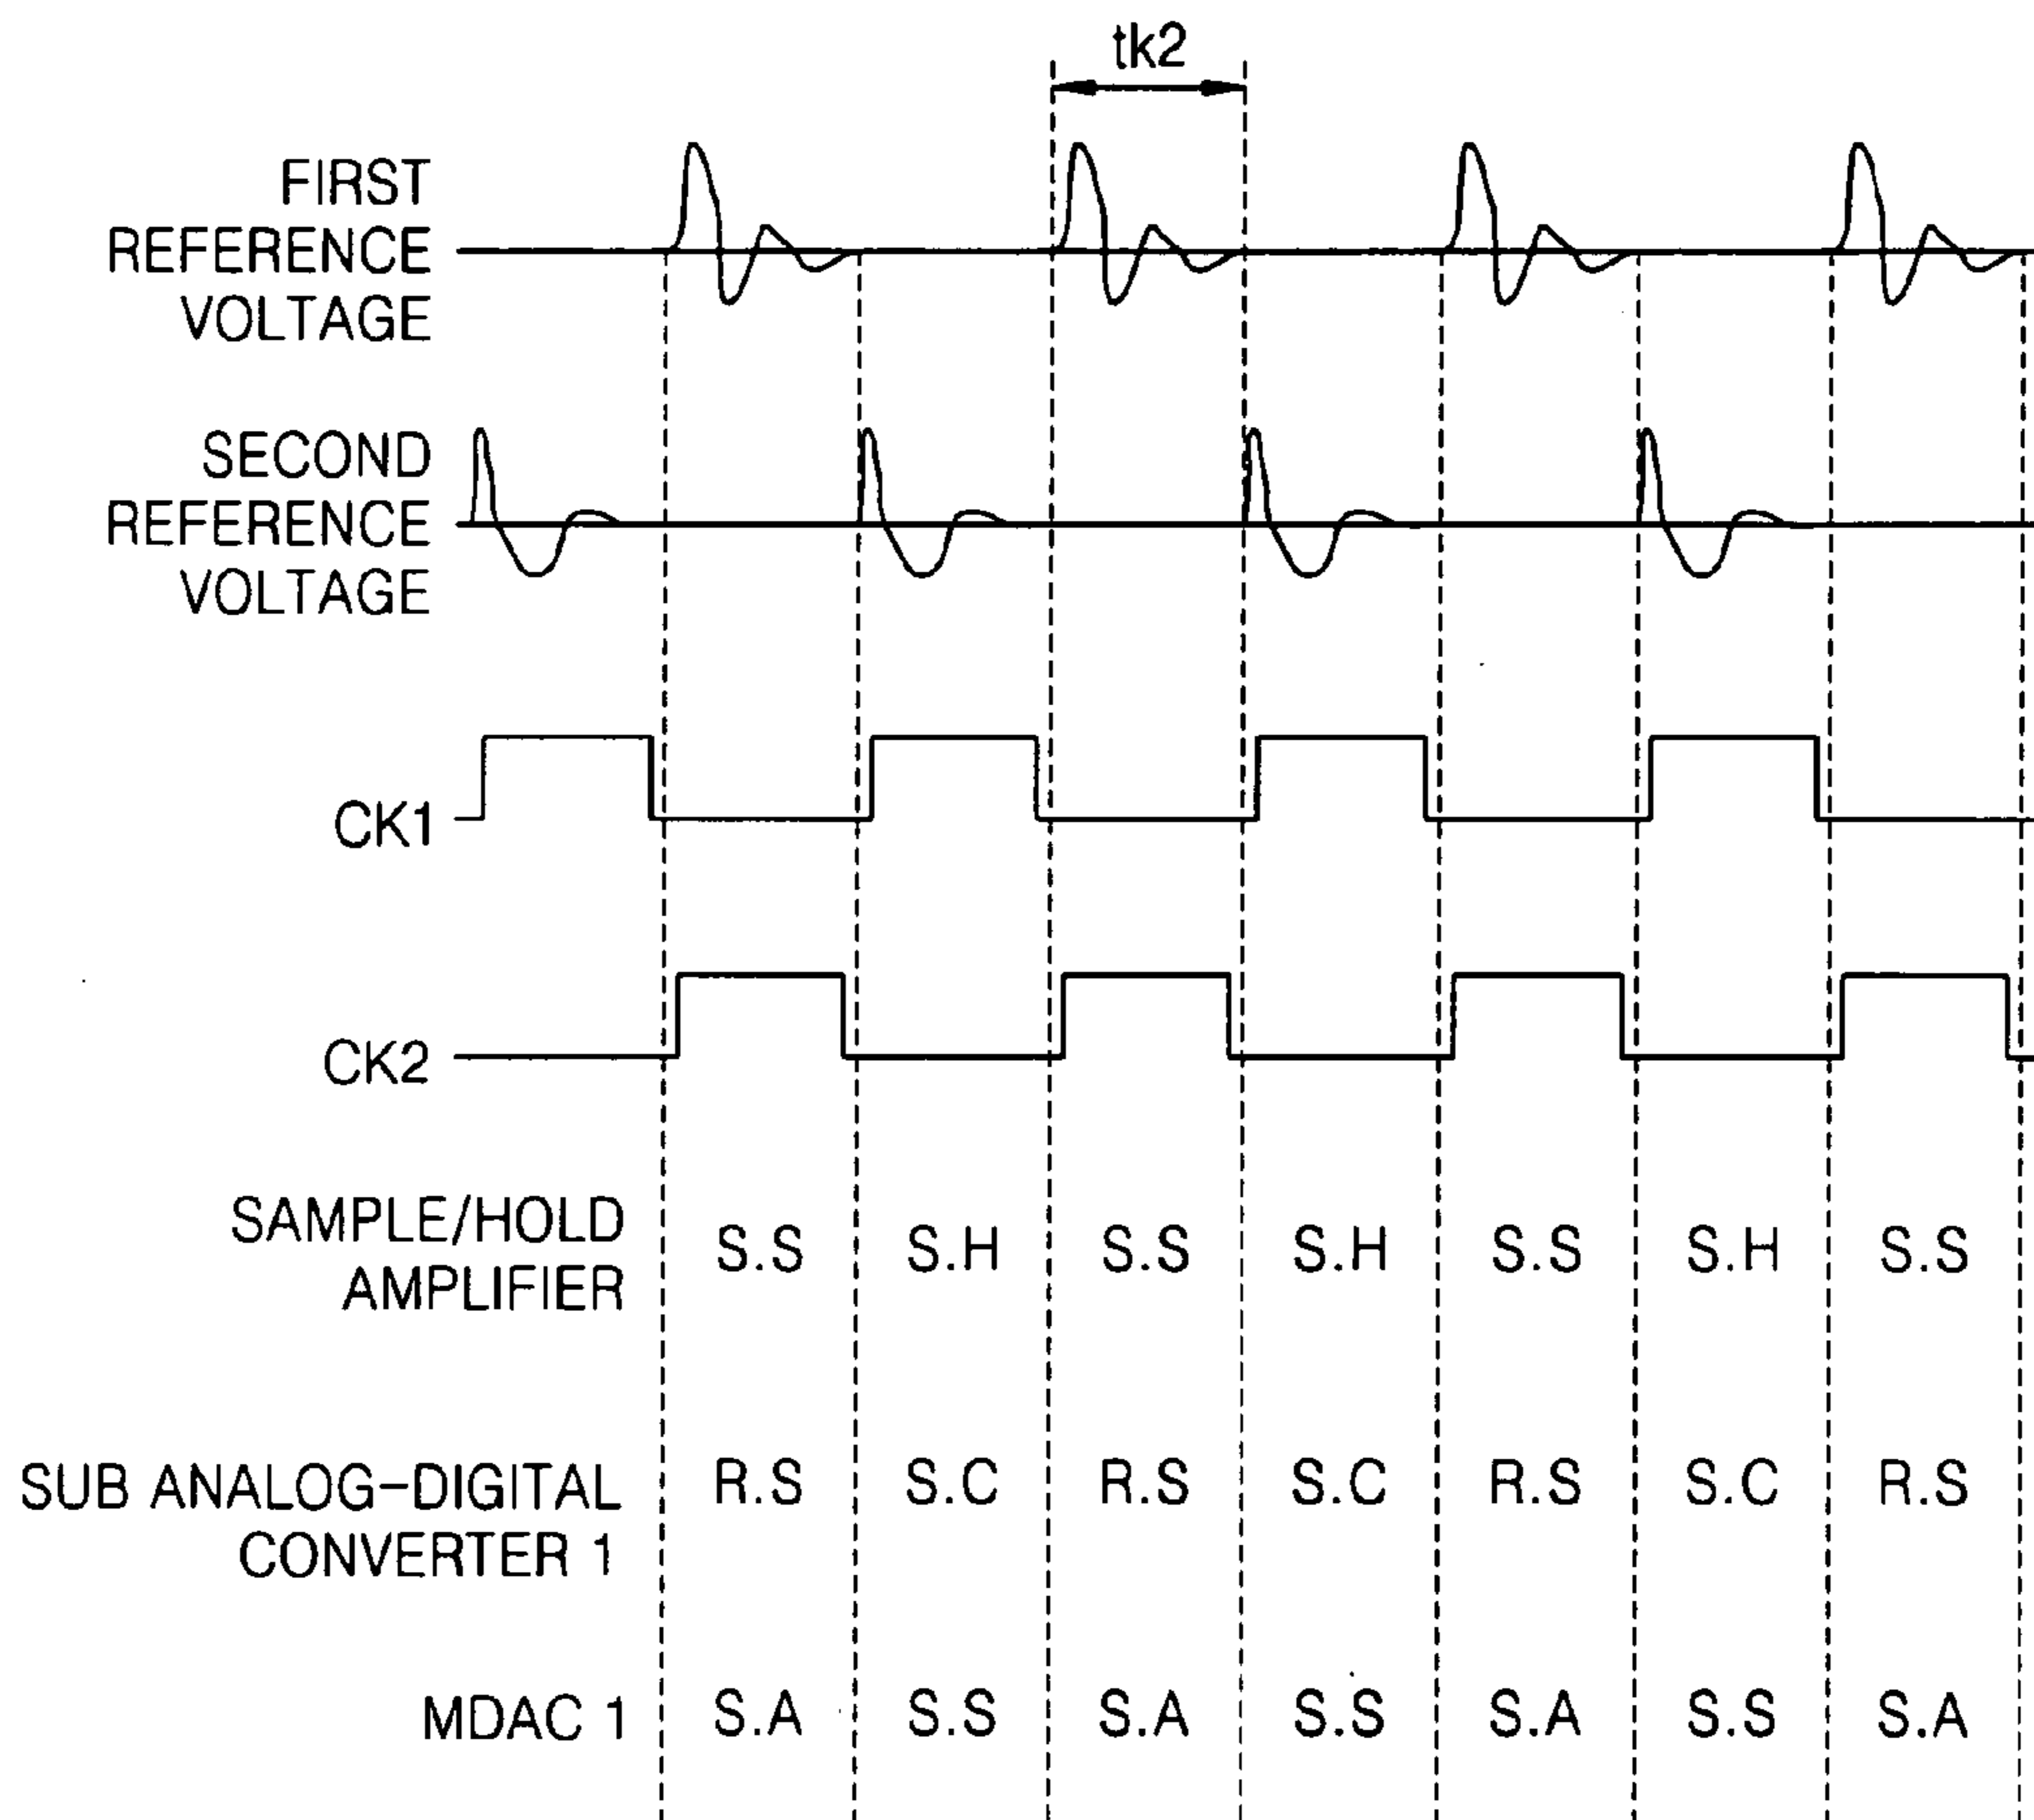 tk2
FIRST
REFERENCE
VOLTAGE
SECOND
REFERENCE
VOLTAGE
CK1
CK2
SAMPLE/HOLD
AMPLIFIER
S.S S.H S.S S.H S.S S.H S.S
SUB ANALOG-DIGITAL
CONVERTER 1
R.S S.C R.S S.C R.S S.C R.S
MDAC 1 S.A S.S S.A S.S S.A S.S S.A